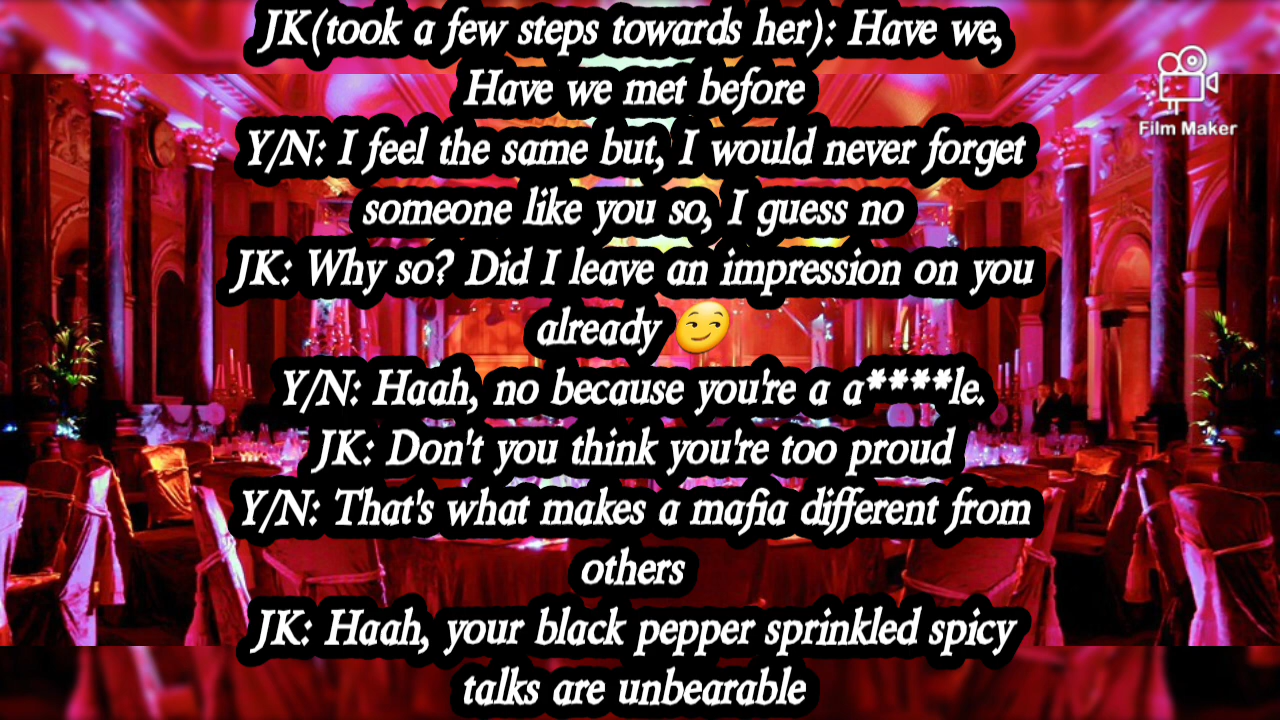 JK(took a few steps towards her): Have we,
Have we met before
Film Maker
Y/N: I feel the same but, I would never forget
someone like you so, I guess no
JK: Why so? Did I leave an impression on you
already 😏
Y/N: Haah, no because you're a a****le.
JK: Don't you think you're too proud
Y/N: That's what makes a mafia different from
others
JK: Haah, your black pepper sprinkled spicy
talks are unbearable